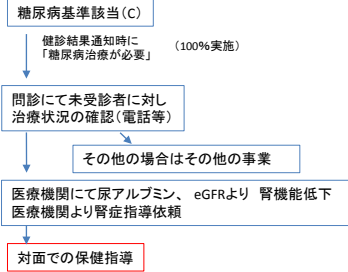 糖尿病基準該当（C）
健診結果通知時に
「糖尿病治療が必要」
（100％実施）
問診にて未受診者に対し
治療状況の確認（電話等）
その他の場合はその他の事業
医療機関にて尿アルブミン、 eGFRより 腎機能低下
医療機関より腎症指導依頼
対面での保健指導